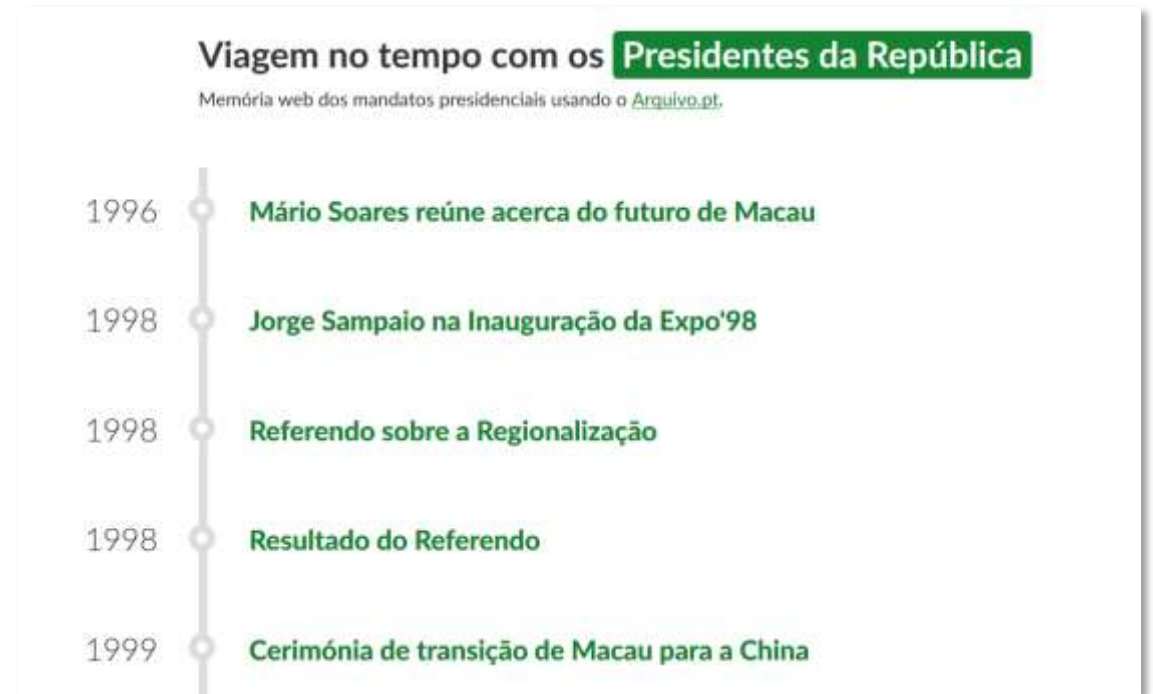 Viagem no tempo com os Presidentes da República
Memória web dos mandatos presidenciais usando o Arquivo.pt.
1996 Mário Soares reúne acerca do futuro de Macau
1998 Jorge Sampaio na Inauguração da Expo'98
1998 Referendo sobre a Regionalização
1998 Resultado do Referendo
1999 Cerimónia de transição de Macau para a China